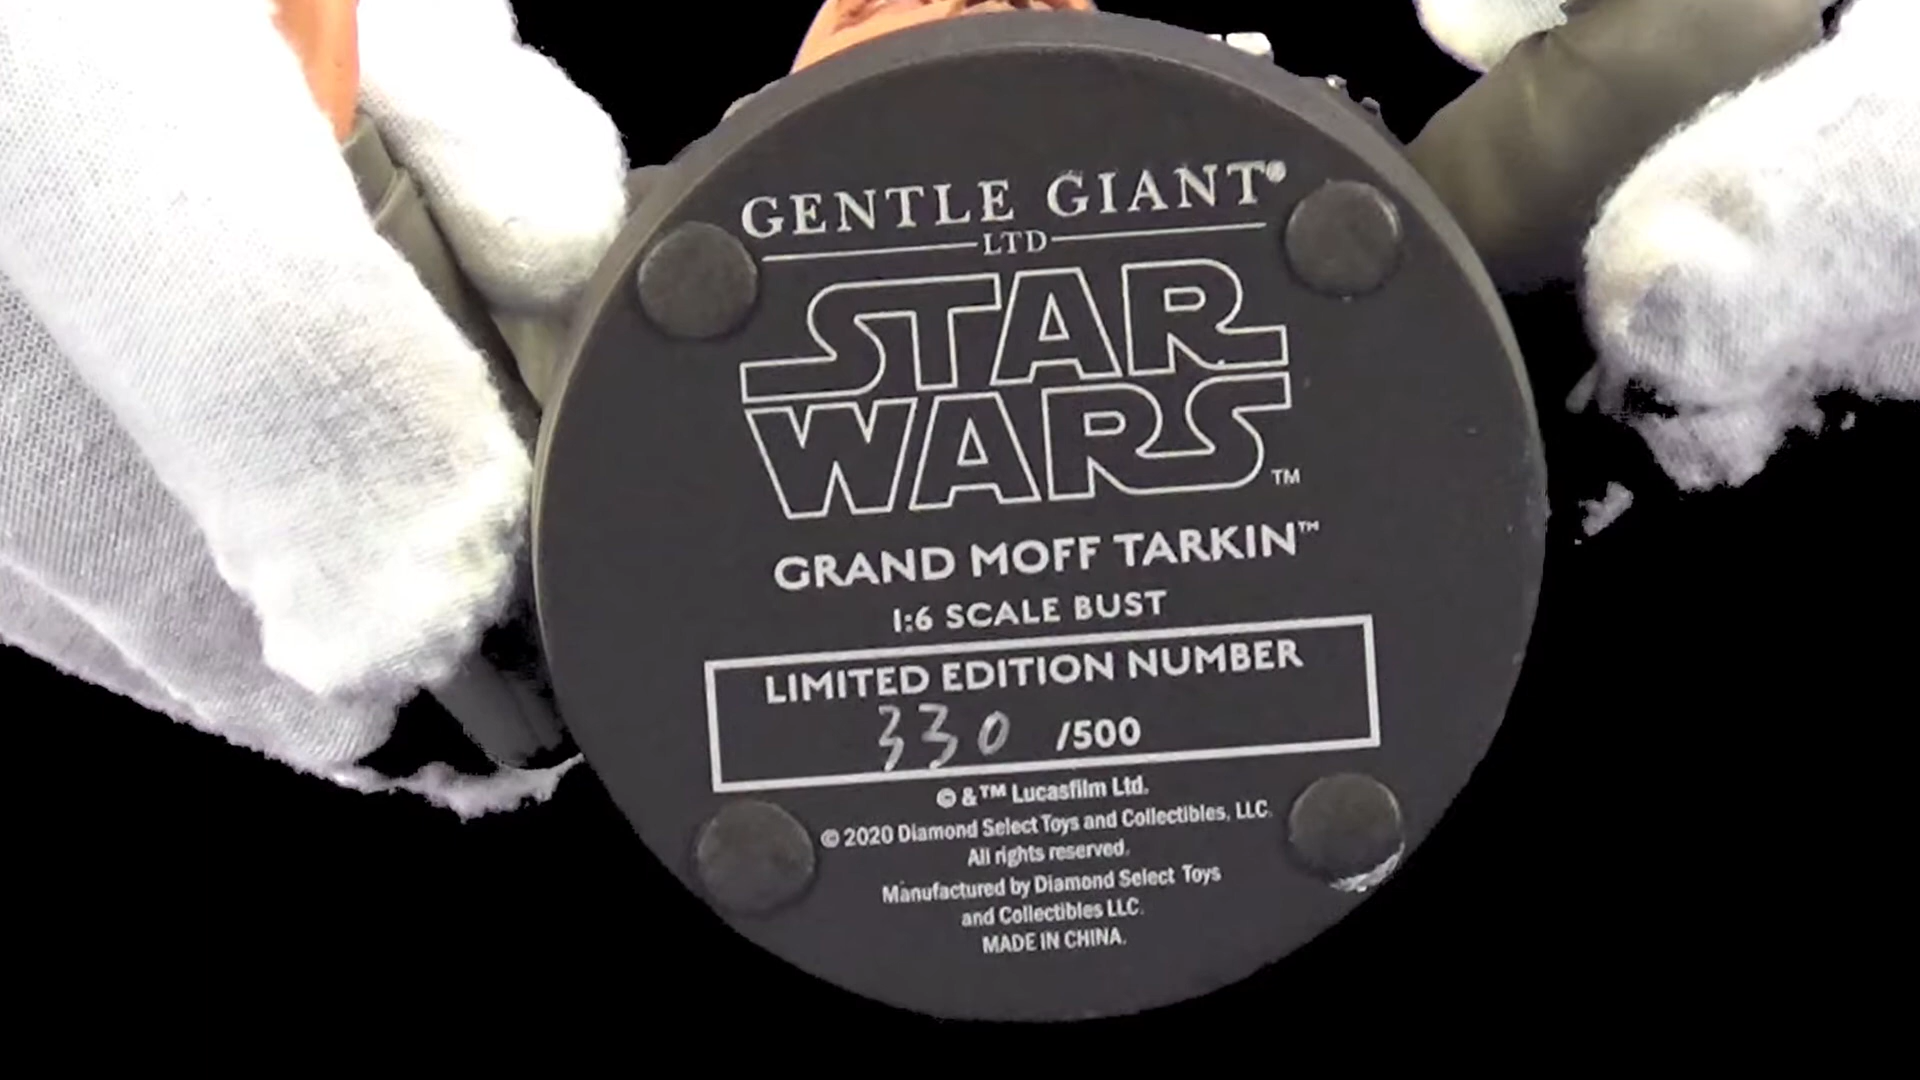 GENTLE GIANT®
LTD
STAR
WARS™
GRAND MOFF TARKIN™
1:6 SCALE BUST
LIMITED EDITION NUMBER
330 /500
© &™ Lucasfilm Ltd.
© 2020 Diamond Select Toys and Collectibles, LLC.
All rights reserved.
Manufactured by Diamond Select Toys
and Collectibles LLC.
MADE IN CHINA.